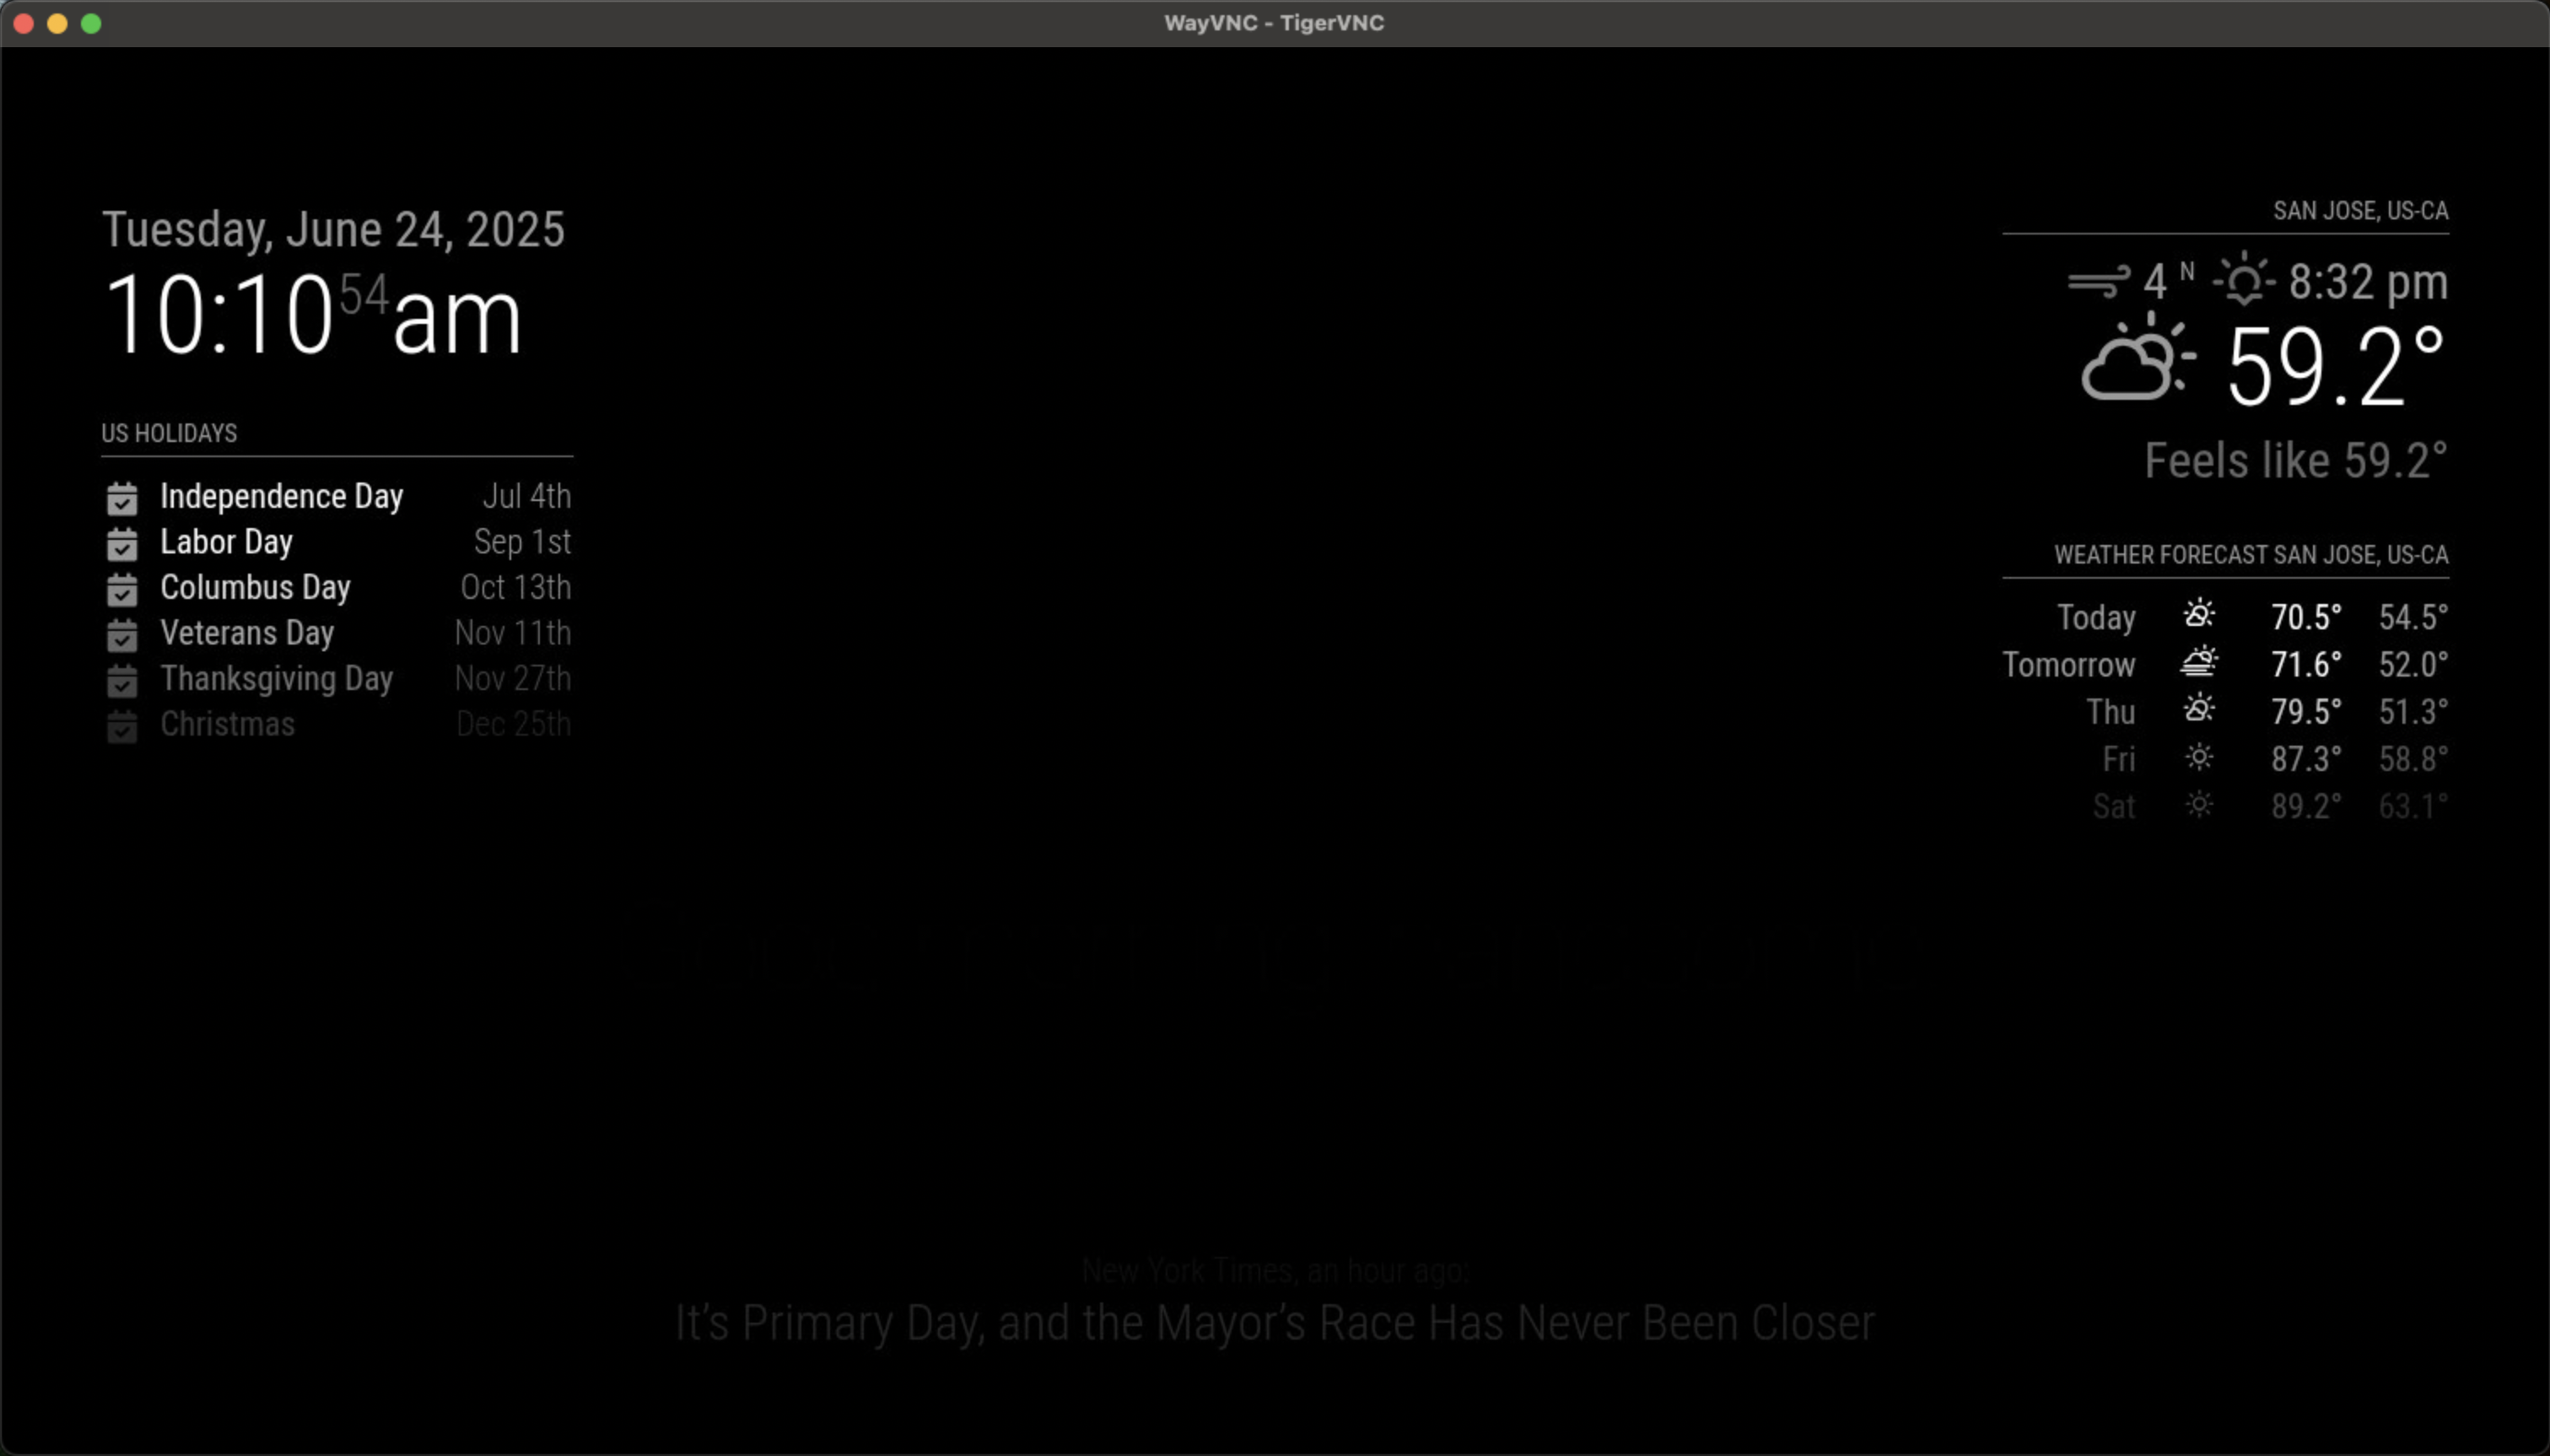 WayVNC - TigerVNC
Tuesday, June 24, 2025
10:10 54 am
US HOLIDAYS
Independence Day Jul 4th
Labor Day Sep 1st
Columbus Day Oct 13th
Veterans Day Nov 11th
Thanksgiving Day Nov 27th
Christmas Dec 25th
SAN JOSE, US-CA
4 N 8:32 pm
59.2°
Feels like 59.2°
WEATHER FORECAST SAN JOSE, US-CA
Today 70.5° 54.5°
Tomorrow 71.6° 52.0°
Thu 79.5° 51.3°
Fri 87.3° 58.8°
Sat 89.2° 63.1°
New York Times, an hour ago:
It’s Primary Day, and the Mayor’s Race Has Never Been Closer